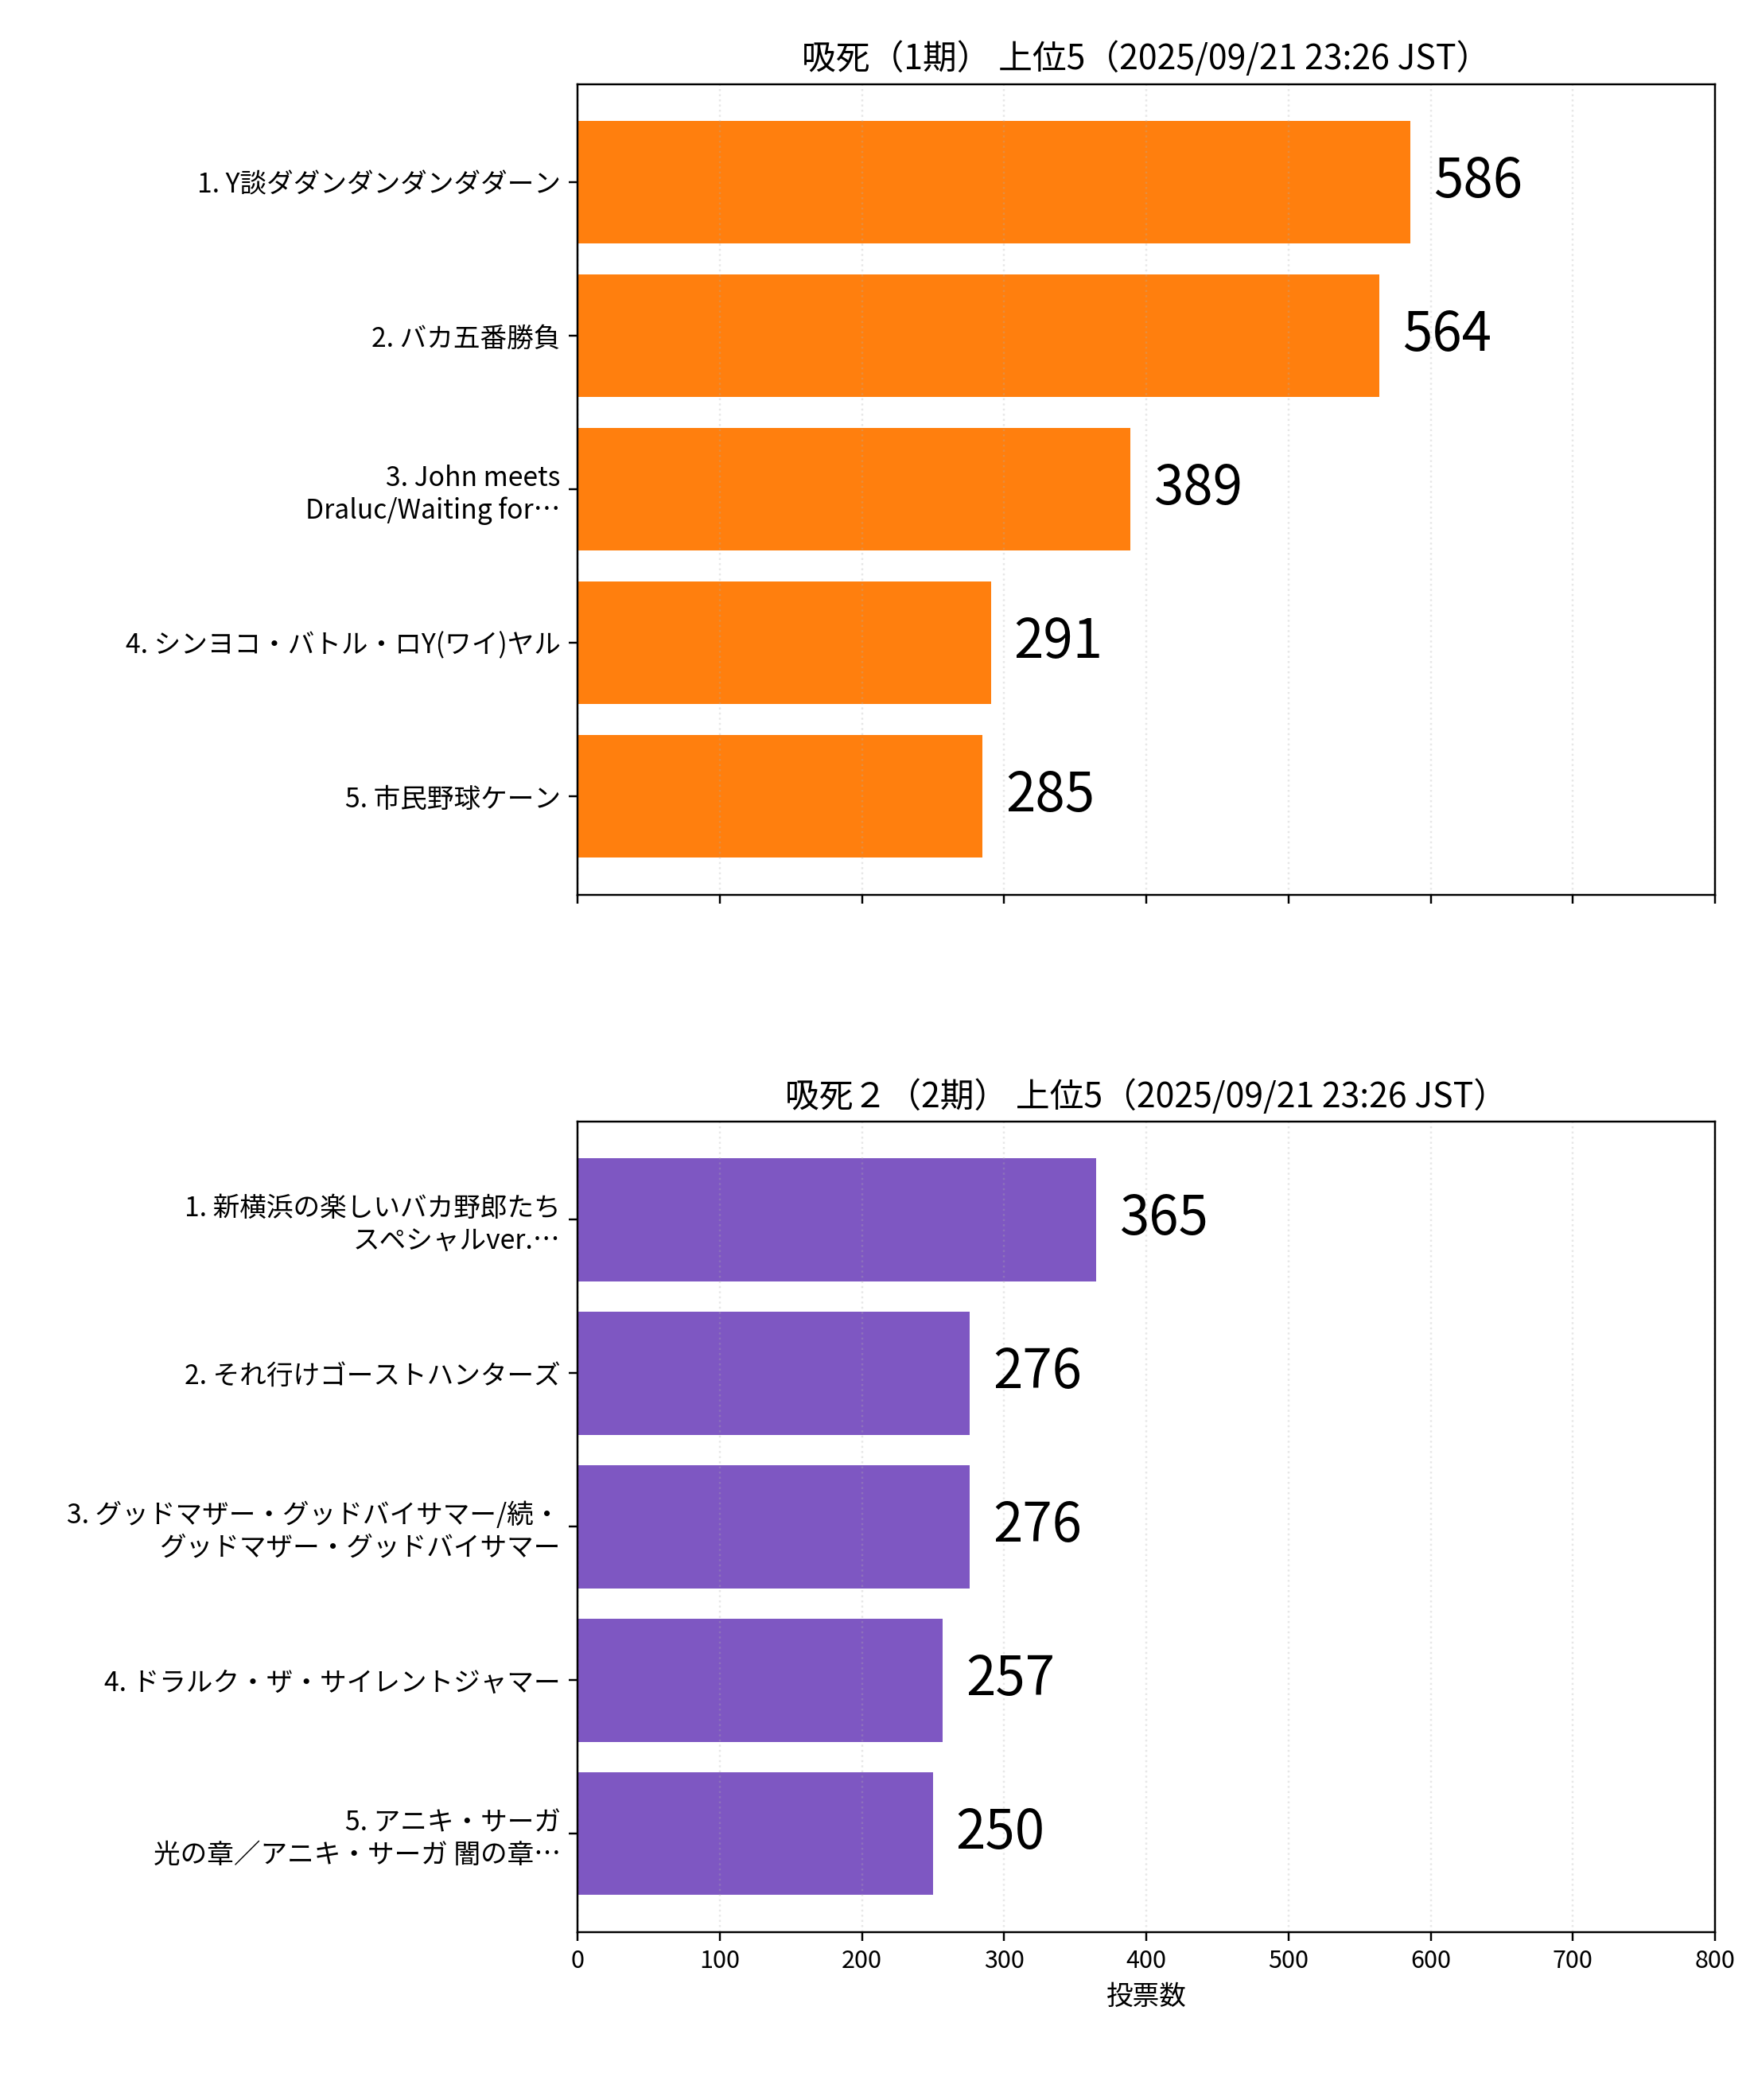 吸死（1期） 上位5（2025/09/21 23:26 JST）
1. Y談ダダンダンダンダダーン
586
2. バカ五番勝負
564
3. John meets
Draluc/Waiting for…
389
4. シンヨコ・バトル・ロY(ワイ)ヤル
291
5. 市民野球ケーン
285
吸死２（2期） 上位5（2025/09/21 23:26 JST）
1. 新横浜の楽しいバカ野郎たち
スペシャルver.…
365
2. それ行けゴーストハンターズ
276
3. グッドマザー・グッドバイサマー/続・
グッドマザー・グッドバイサマー
276
4. ドラルク・ザ・サイレントジャマー
257
5. アニキ・サーガ
光の章／アニキ・サーガ 闇の章…
250
0 100 200 300 400 500 600 700 800
投票数